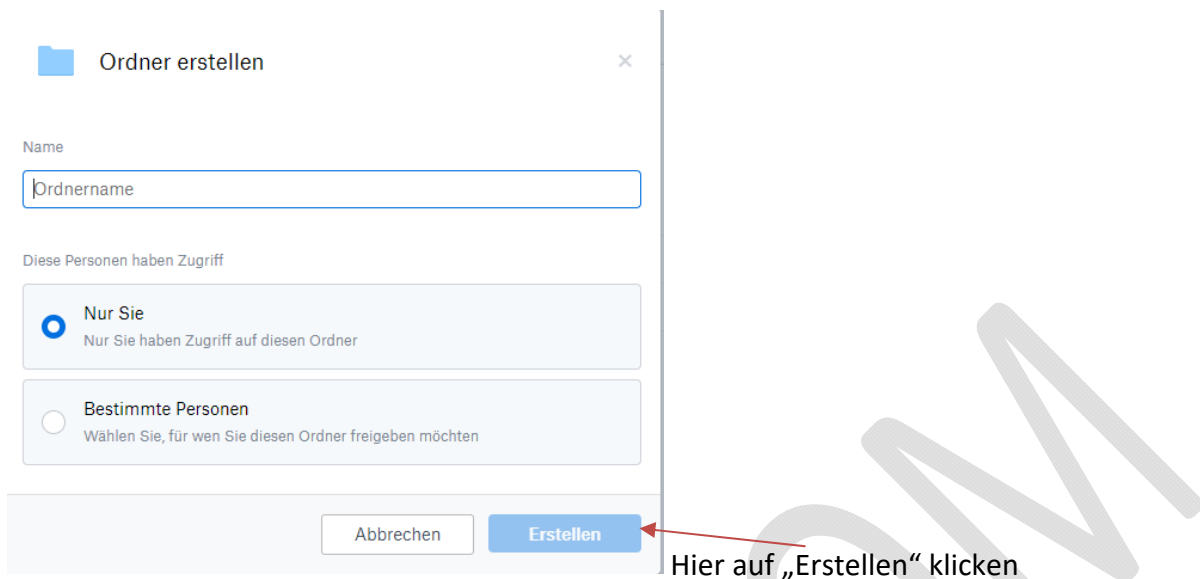 Ordner erstellen
Name
Ordnername
Diese Personen haben Zugriff
Nur Sie
Nur Sie haben Zugriff auf diesen Ordner
Bestimmte Personen
Wählen Sie, für wen Sie diesen Ordner freigeben möchten
Abbrechen
Erstellen
Hier auf „Erstellen“ klicken